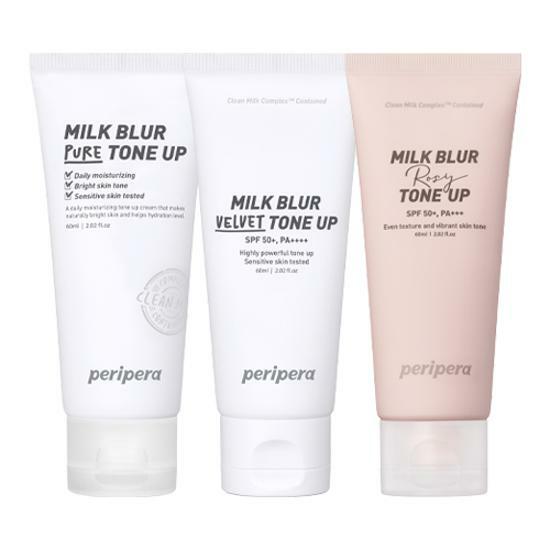 MILK BLUR
PURE TONE UP
Daily moisturizing
Bright skin tone
Sensitive skin tested
A daily moisturizing tone up cream that makes
naturally bright skin and helps hydration level.
60ml | 2.02 fl.oz
CLEAN
peripera
Clean Milk Complex™ Contained
MILK BLUR
VELVET TONE UP
SPF 50+, PA++++
Highly powerful tone up
Sensitive skin tested
60ml | 2.02 fl.oz
peripera
Clean Milk Complex™ Contained
MILK BLUR
Rosy
TONE UP
SPF 50+, PA+++
Even texture and vibrant skin tone
60ml | 2.02 fl.oz
peripera